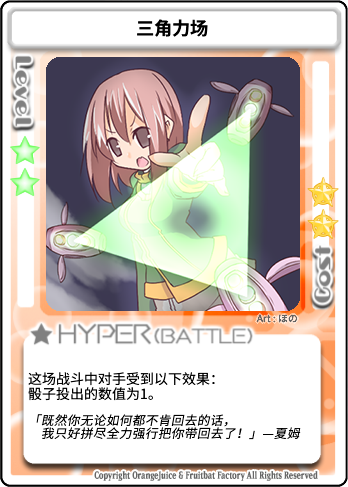 三角力场
Level
Cost
Art : ほの
HYPER(BATTLE)
这场战斗中对手受到以下效果：
骰子投出的数值为1。
「既然你无论如何都不肯回去的话，
我只好拼尽全力强行把你带回去了！」—夏姆
Copyright OrangeJuice & Fruitbat Factory All Rights Reserved